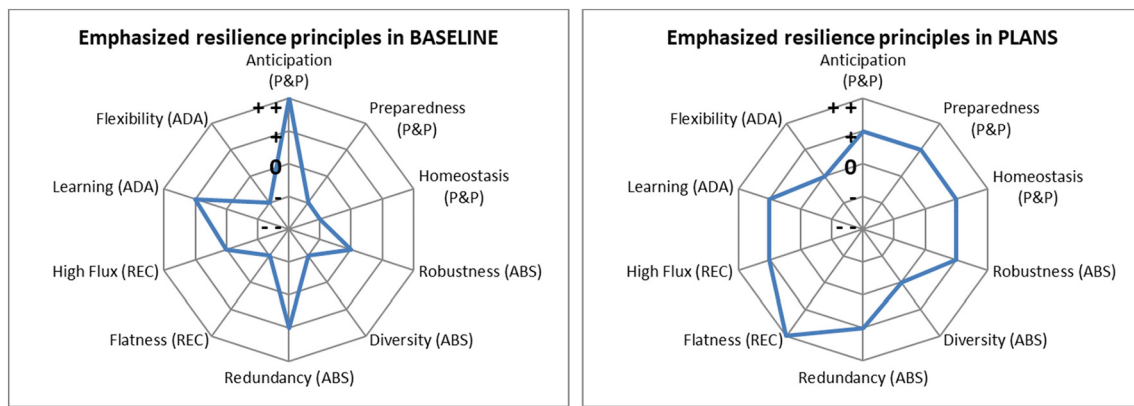 Emphasized resilience principles in BASELINE
Anticipation
(P&P)
Preparedness
(P&P)
Homeostasis
(P&P)
Robustness (ABS)
Diversity (ABS)
Redundancy (ABS)
Flatness (REC)
High Flux (REC)
Learning (ADA)
Flexibility (ADA)
+ +
+
0
-
- -
Emphasized resilience principles in PLANS
Anticipation
(P&P)
Preparedness
(P&P)
Homeostasis
(P&P)
Robustness (ABS)
Diversity (ABS)
Redundancy (ABS)
Flatness (REC)
High Flux (REC)
Learning (ADA)
Flexibility (ADA)
+ +
+
0
-
- -